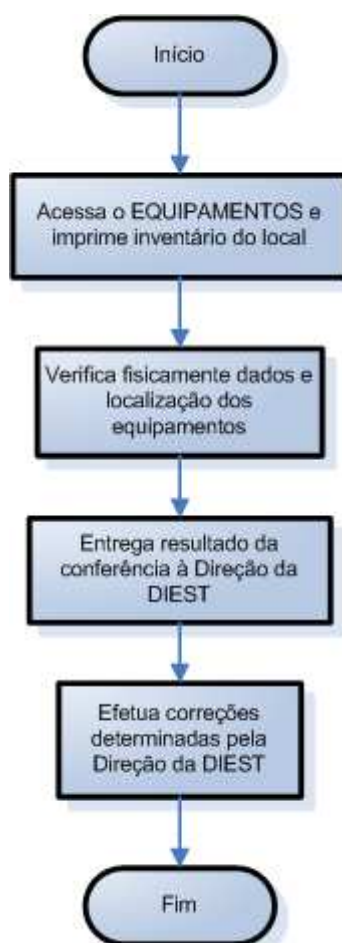 Início
Acessa o EQUIPAMENTOS e
imprime inventário do local
Verifica fisicamente dados e
localização dos
equipamentos
Entrega resultado da
conferência à Direção da
DIEST
Efetua correções
determinadas pela
Direção da DIEST
Fim